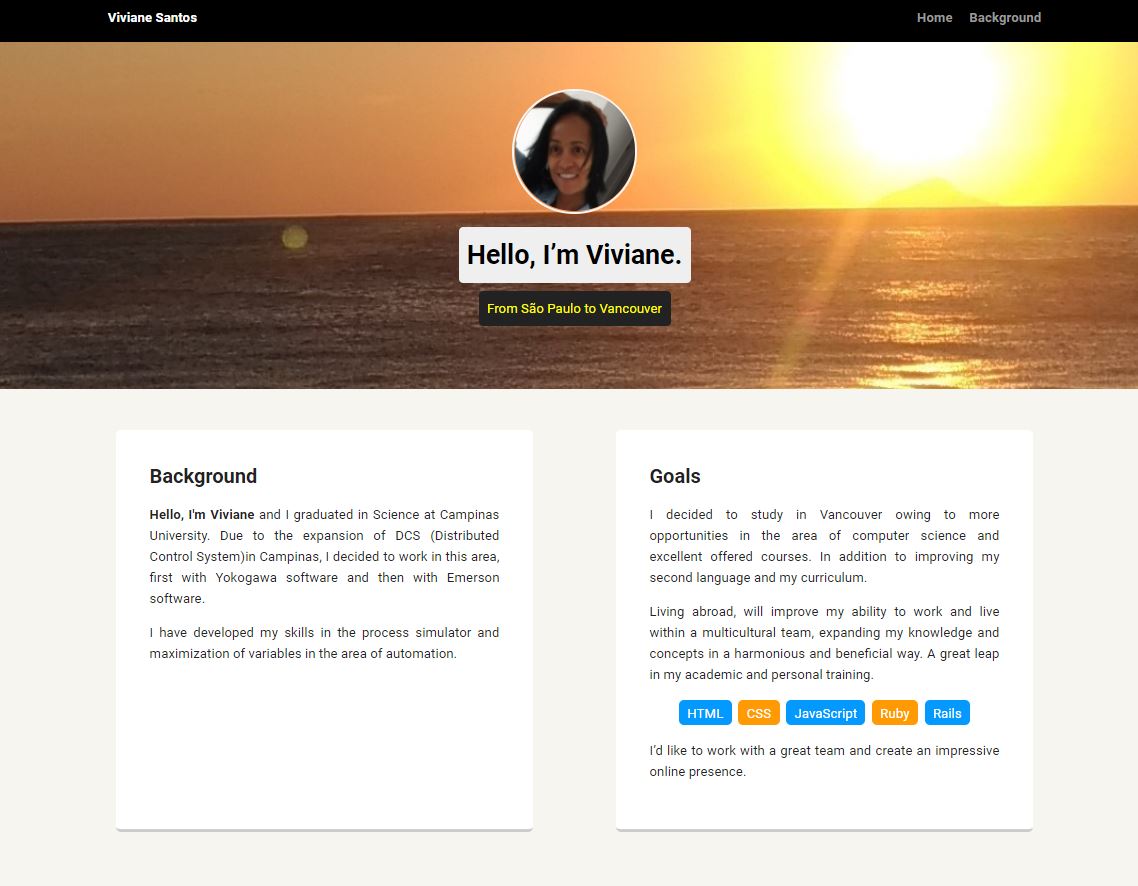 Viviane Santos
Home Background
Hello, I’m Viviane.
From São Paulo to Vancouver
Background
Hello, I'm Viviane and I graduated in Science at Campinas
University. Due to the expansion of DCS (Distributed
Control System)in Campinas, I decided to work in this area,
first with Yokogawa software and then with Emerson
software.
I have developed my skills in the process simulator and
maximization of variables in the area of automation.
Goals
I decided to study in Vancouver owing to more
opportunities in the area of computer science and
excellent offered courses. In addition to improving my
second language and my curriculum.
Living abroad, will improve my ability to work and live
within a multicultural team, expanding my knowledge and
concepts in a harmonious and beneficial way. A great leap
in my academic and personal training.
HTML CSS JavaScript Ruby Rails
I’d like to work with a great team and create an impressive
online presence.